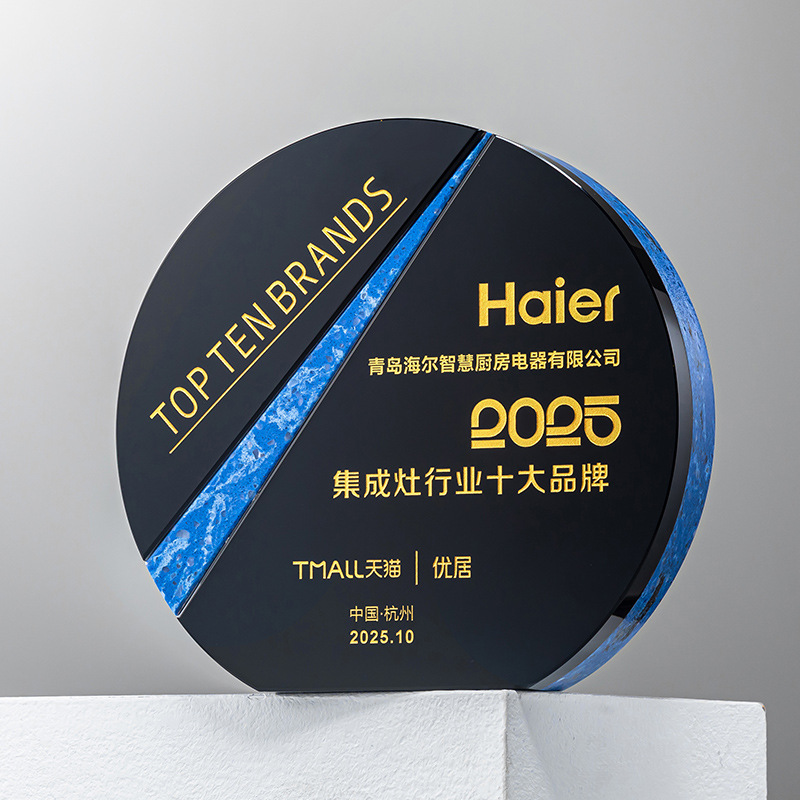 TOP TEN BRANDS
Haier
青岛海尔智慧厨房电器有限公司
2025
集成灶行业十大品牌
TMALL天猫 | 优居
中国·杭州
2025.10